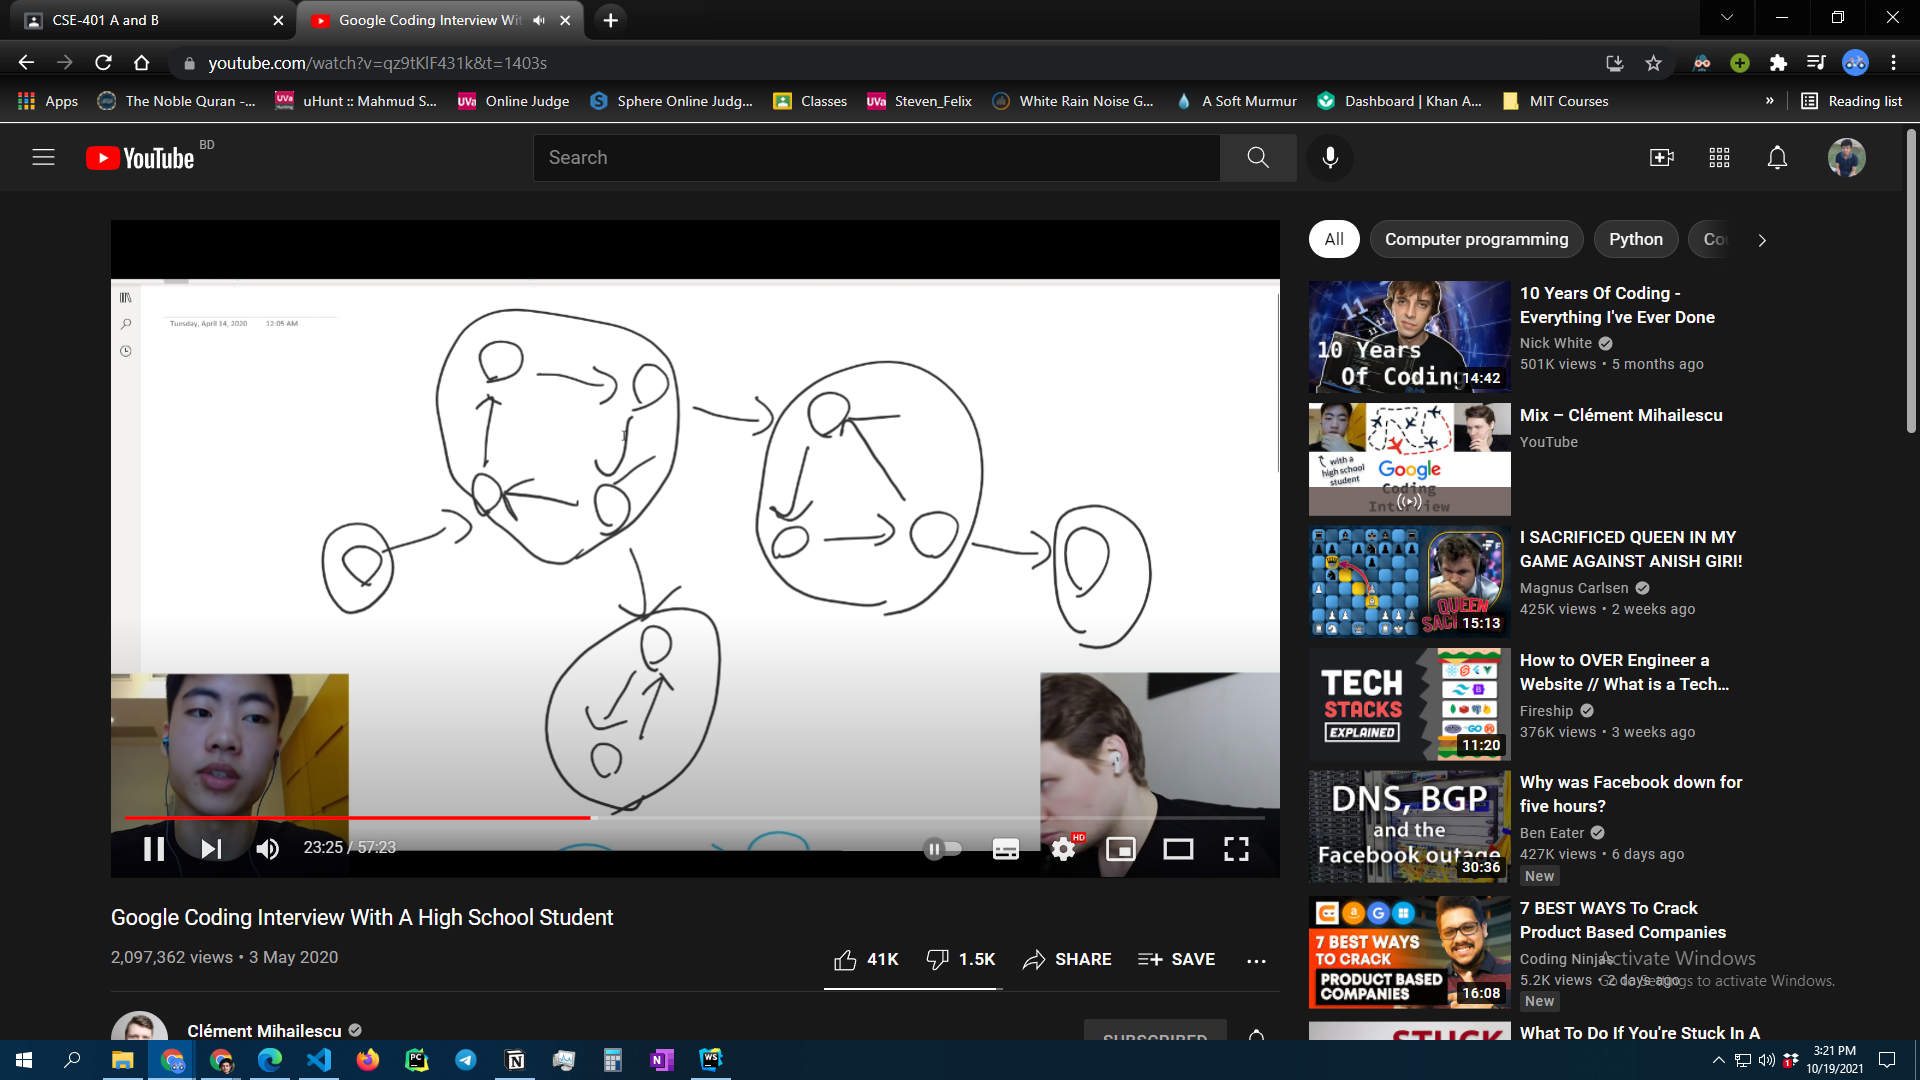 CSE-401 A and B
Google Coding Interview Wit
youtube.com/watch?v=qz9tKlF431k&t=1403s
Apps
The Noble Quran -...
uHunt :: Mahmud S...
Online Judge
Sphere Online Judg...
Classes
Steven_Felix
White Rain Noise G...
A Soft Murmur
Dashboard | Khan A...
MIT Courses
»
Reading list
YouTube BD
Search
All
Computer programming
Python
Tuesday, April 14, 2020 12:05 AM
23:25 / 57:23
HD
Google Coding Interview With A High School Student
2,097,362 views • 3 May 2020
41K
1.5K
SHARE
SAVE
Clément Mihailescu
SUBSCRIBED
10 Years
Of Coding
14:42
10 Years Of Coding -
Everything I've Ever Done
Nick White
501K views • 5 months ago
with a
high school
student
Google
Coding
Interview
Mix – Clément Mihailescu
YouTube
QUEEN
15:13
I SACRIFICED QUEEN IN MY
GAME AGAINST ANISH GIRI!
Magnus Carlsen
425K views • 2 weeks ago
TECH
STACKS
EXPLAINED
11:20
How to OVER Engineer a
Website // What is a Tech...
Fireship
376K views • 3 weeks ago
DNS, BGP
and the
Facebook outage
30:36
Why was Facebook down for
five hours?
Ben Eater
427K views • 6 days ago
New
7 BEST WAYS
TO CRACK
PRODUCT BASED
COMPANIES
16:08
7 BEST WAYS To Crack
Product Based Companies
Coding Ninjas
5.2K views • 2 days ago
New
Activate Windows
Go to Settings to activate Windows.
STUCK
What To Do If You're Stuck In A
3:21 PM
10/19/2021